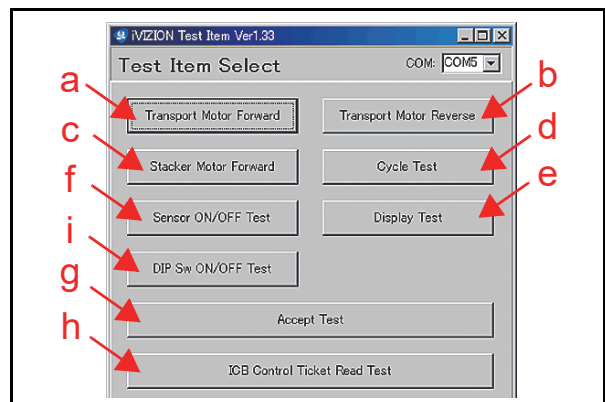 iVIZION Test Item Ver1.33
Test Item Select COM: COM5
a Transport Motor Forward Transport Motor Reverse b
c Stacker Motor Forward Cycle Test d
f Sensor ON/OFF Test Display Test e
i DIP Sw ON/OFF Test
g Accept Test
h ICB Control Ticket Read Test